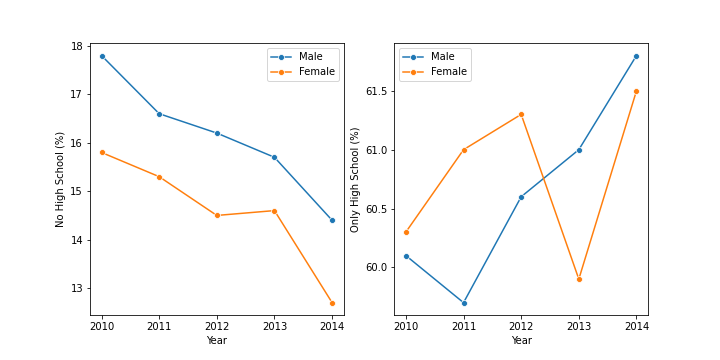 18
17
16
15
14
13
No High School (%)
Male
Female
2010 2011 2012 2013 2014
Year
61.5
61.0
60.5
60.0
Only High School (%)
Male
Female
2010 2011 2012 2013 2014
Year